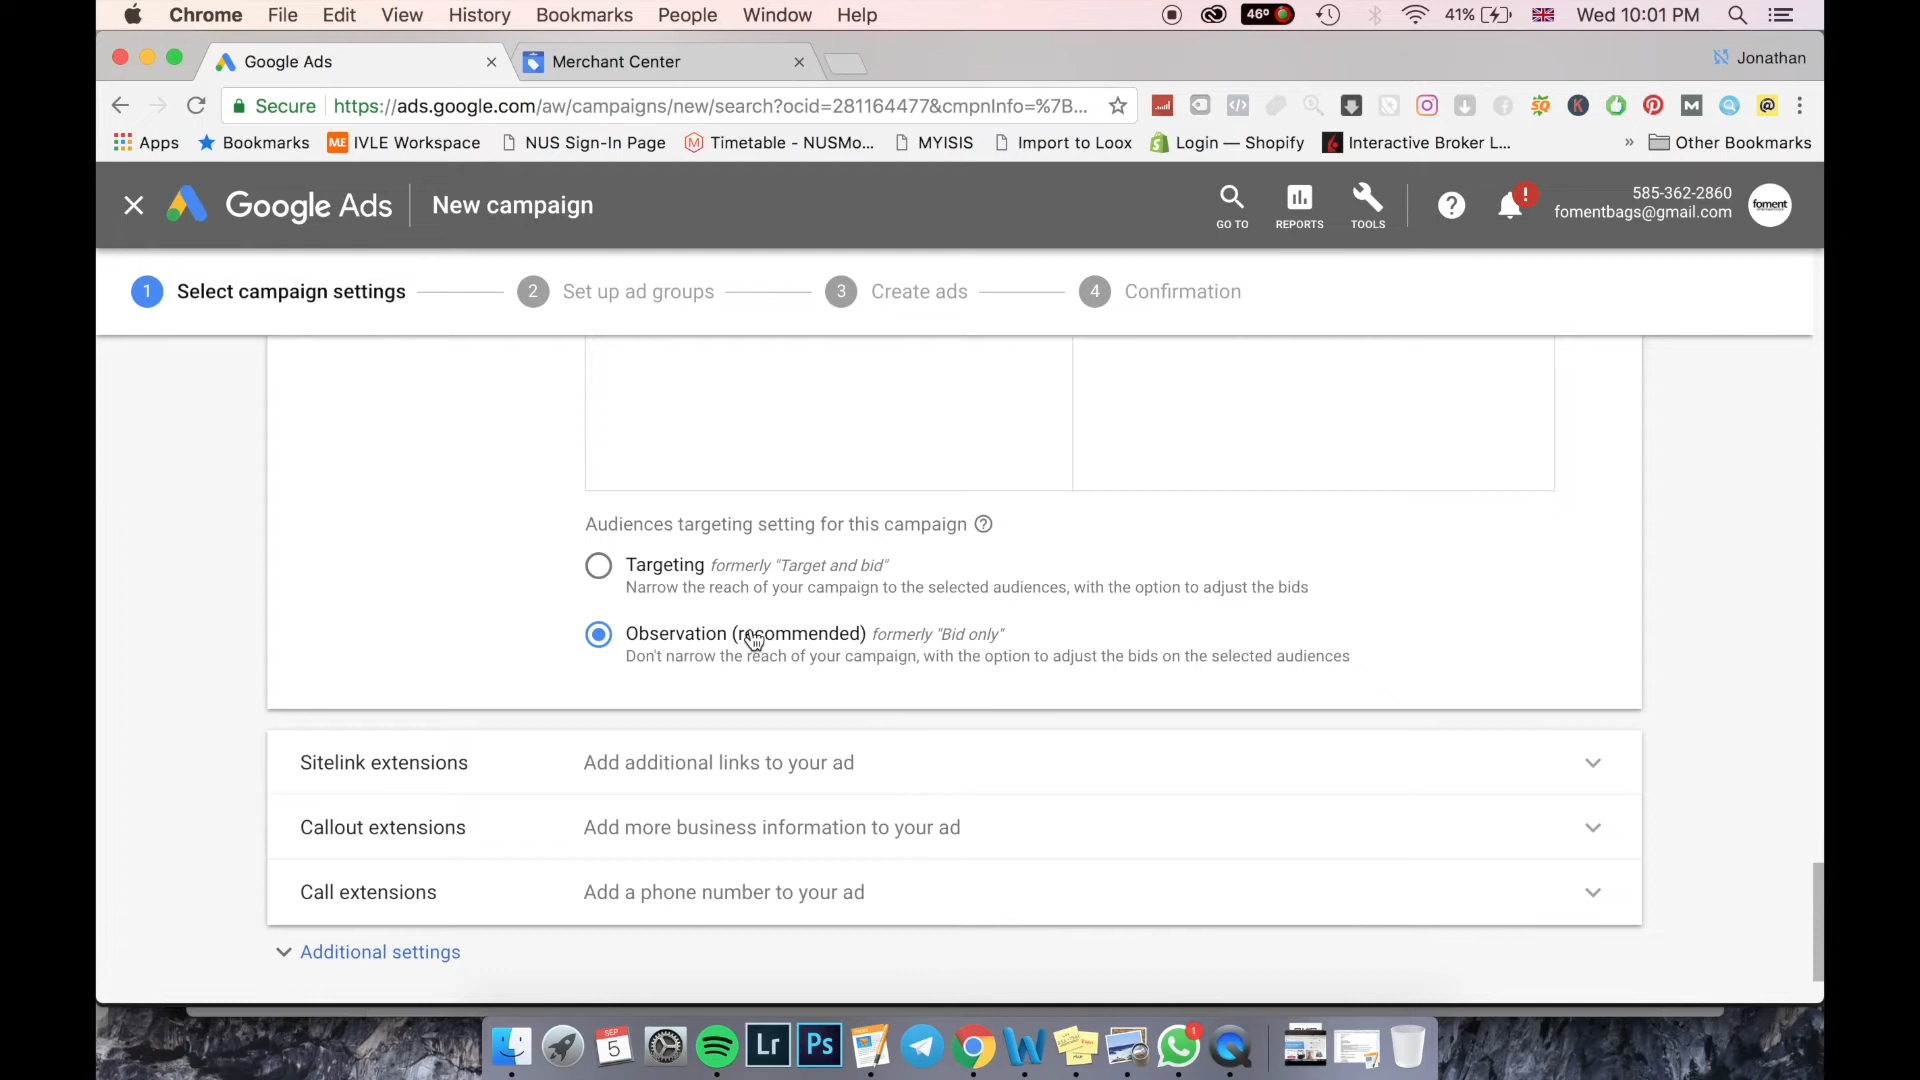 Chrome File Edit View History Bookmarks People Window Help 46° 41% Wed 10:01 PM
Google Ads
Merchant Center
Jonathan
Secure https://ads.google.com/aw/campaigns/new/search?ocid=281164477&cmpnInfo=%7B...
Apps Bookmarks IVLE Workspace NUS Sign-In Page Timetable - NUSMo... MYISIS Import to Loox Login — Shopify Interactive Broker L... » Other Bookmarks
Google Ads New campaign
GO TO REPORTS TOOLS
585-362-2860
fomentbags@gmail.com
foment
1 Select campaign settings 2 Set up ad groups 3 Create ads 4 Confirmation
Audiences targeting setting for this campaign
Targeting formerly "Target and bid"
Narrow the reach of your campaign to the selected audiences, with the option to adjust the bids
Observation (recommended) formerly "Bid only"
Don't narrow the reach of your campaign, with the option to adjust the bids on the selected audiences
Sitelink extensions Add additional links to your ad
Callout extensions Add more business information to your ad
Call extensions Add a phone number to your ad
Additional settings
SEP
5
Lr
Ps
1